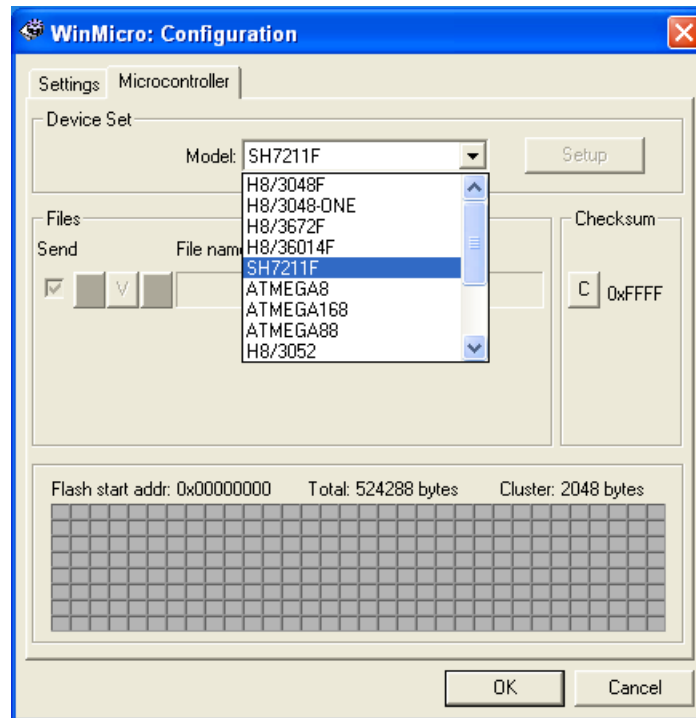 WinMicro: Configuration
Settings Microcontroller
Device Set
Model: SH7211F Setup
H8/3048F
H8/3048-ONE
H8/3672F
H8/36014F
SH7211F
ATMEGA8
ATMEGA168
ATMEGA88
H8/3052
Files
Send File
V
Checksum
C 0xFFFF
Flash start addr: 0x00000000 Total: 524288 bytes Cluster: 2048 bytes
OK Cancel